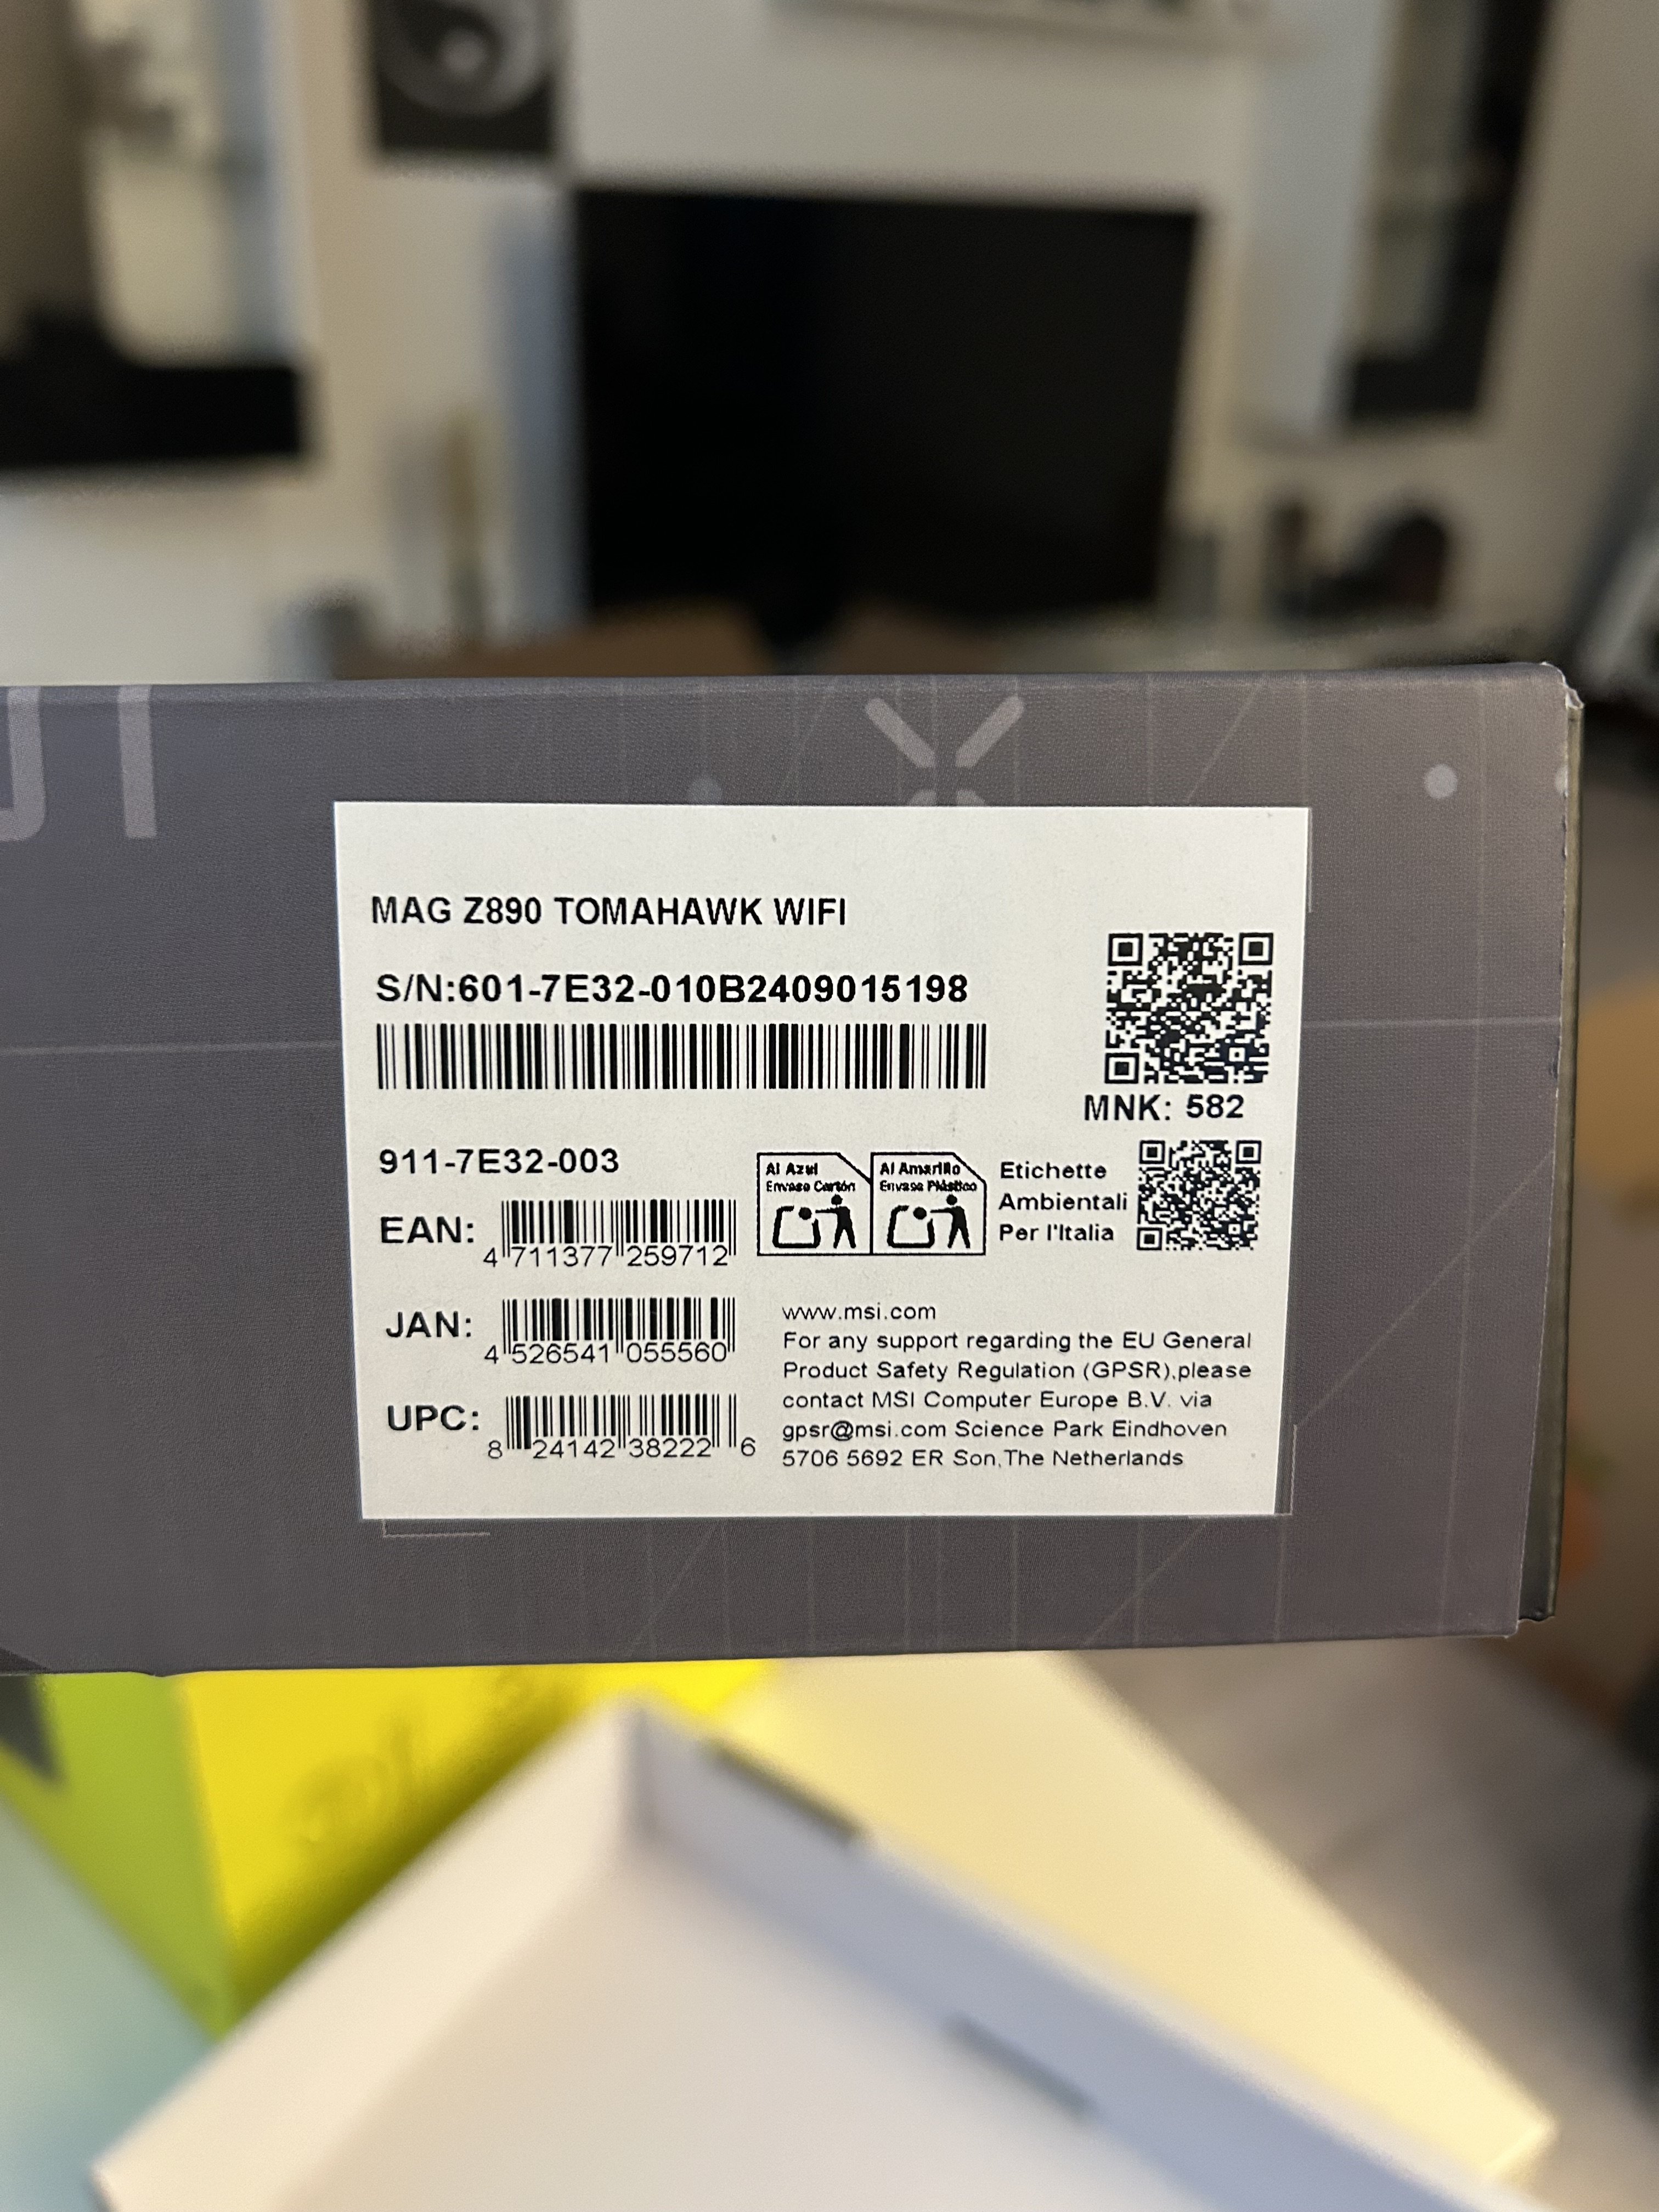 MAG Z890 TOMAHAWK WIFI
S/N:601-7E32-010B2409015198
MNK: 582
911-7E32-003
EAN:
4 711377 259712
JAN:
4 526541 055560
UPC:
8 24142 38222 6
Al Azul
Envase Cartón
Al Amarillo
Envase Plástico
Etichette
Ambientali
Per l'Italia
www.msi.com
For any support regarding the EU General
Product Safety Regulation (GPSR),please
contact MSI Computer Europe B.V. via
gpsr@msi.com Science Park Eindhoven
5706 5692 ER Son,The Netherlands